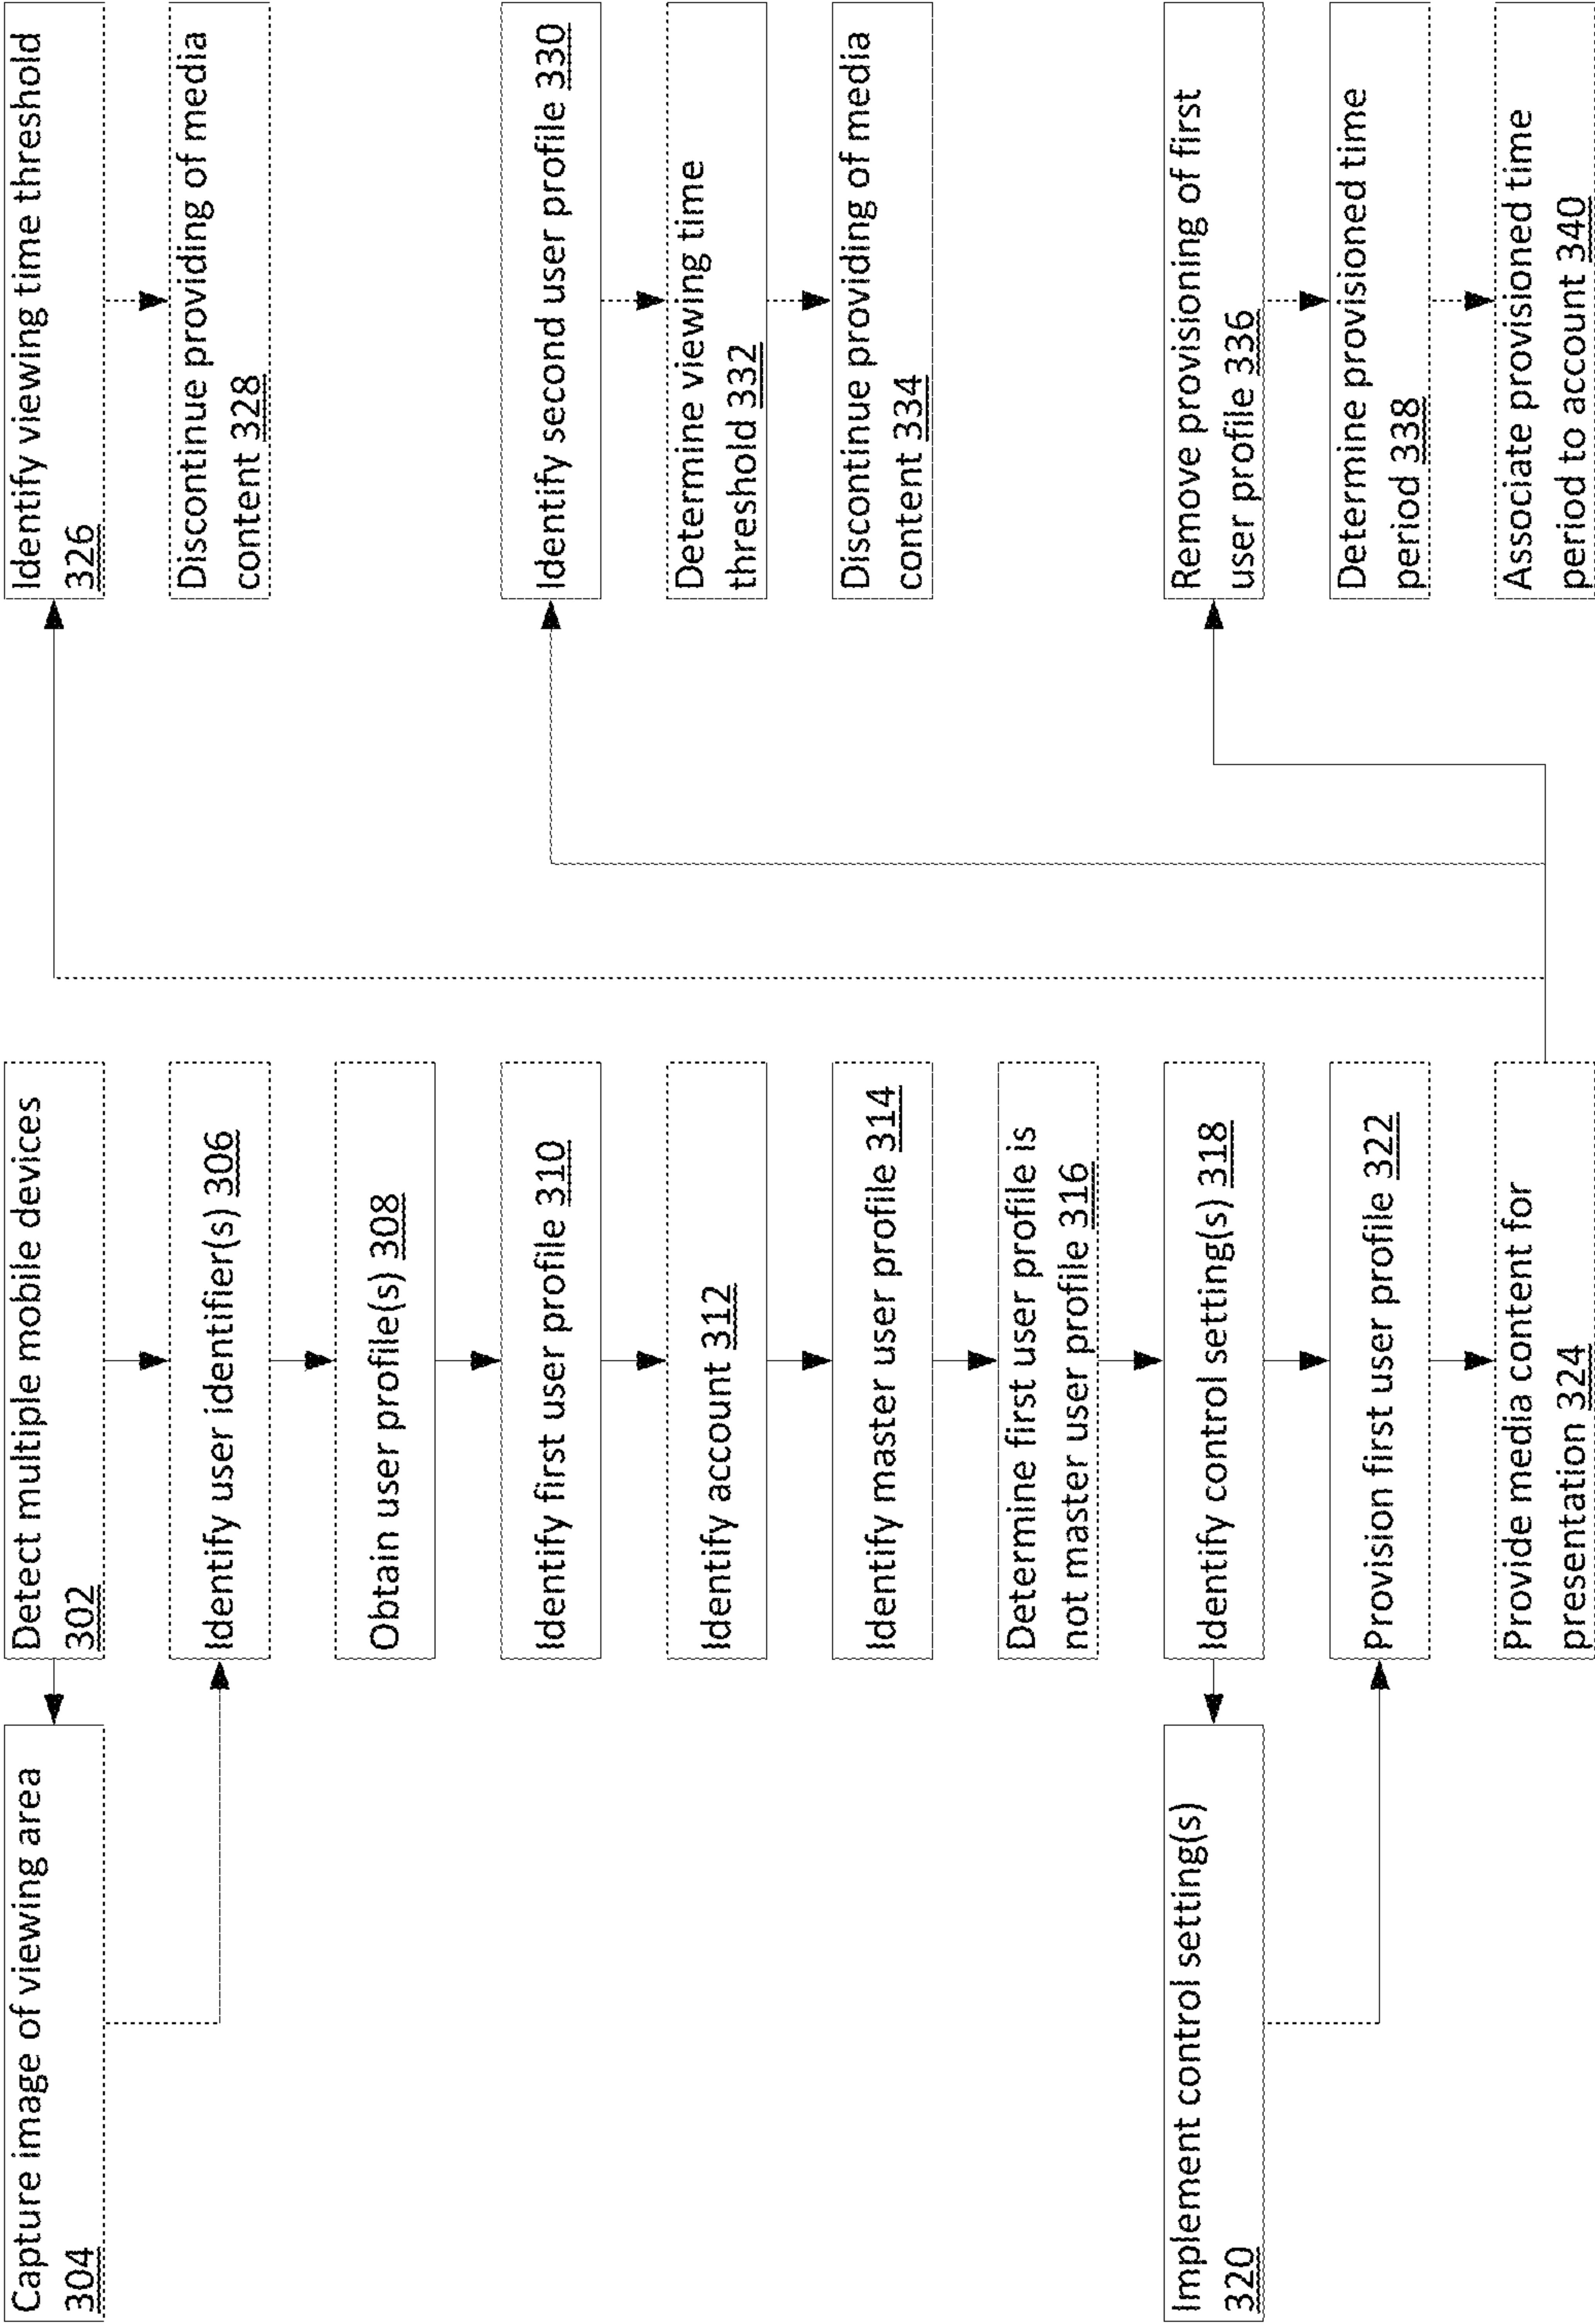 Capture image of viewing area
304
Implement control setting(s)
320
Detect multiple mobile devices
302
Identify user identifier(s) 306
Obtain user profile(s) 308
Identify first user profile 310
Identify account 312
Identify master user profile 314
Determine first user profile is
not master user profile 316
Identify control setting(s) 318
Provision first user profile 322
Provide media content for
presentation 324
Identify viewing time threshold
326
Discontinue providing of media
content 328
Identify second user profile 330
Determine viewing time
threshold 332
Discontinue providing of media
content 334
Remove provisioning of first
user profile 336
Determine provisioned time
period 338
Associate provisioned time
period to account 340